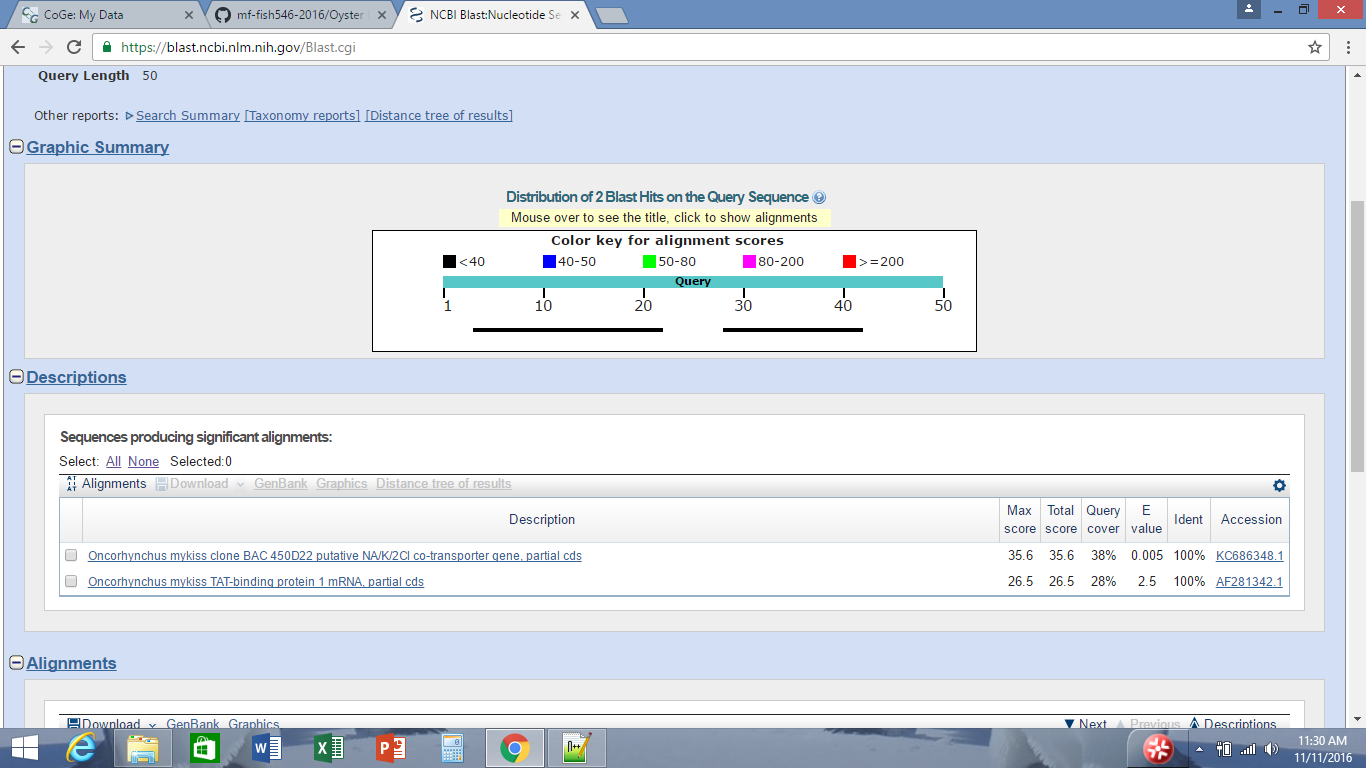 CoGe: My Data
mf-fish546-2016/Oyster
NCBI Blast:Nucleotide Se
https://blast.ncbi.nlm.nih.gov/Blast.cgi
Query Length 50
Other reports: Search Summary [Taxonomy reports] [Distance tree of results]
Graphic Summary
Distribution of 2 Blast Hits on the Query Sequence
Mouse over to see the title, click to show alignments
Color key for alignment scores
<40 40-50 50-80 80-200 >=200
Query
1 10 20 30 40 50
Descriptions
Sequences producing significant alignments:
Select: All None Selected:0
Alignments Download GenBank Graphics Distance tree of results
Description Max score Total score Query cover E value Ident Accession
Oncorhynchus mykiss clone BAC 450D22 putative NA/K/2Cl co-transporter gene, partial cds 35.6 35.6 38% 0.005 100% KC686348.1
Oncorhynchus mykiss TAT-binding protein 1 mRNA, partial cds 26.5 26.5 28% 2.5 100% AF281342.1
Alignments
Download GenBank Graphics Next Previous Descriptions
11:30 AM
11/11/2016